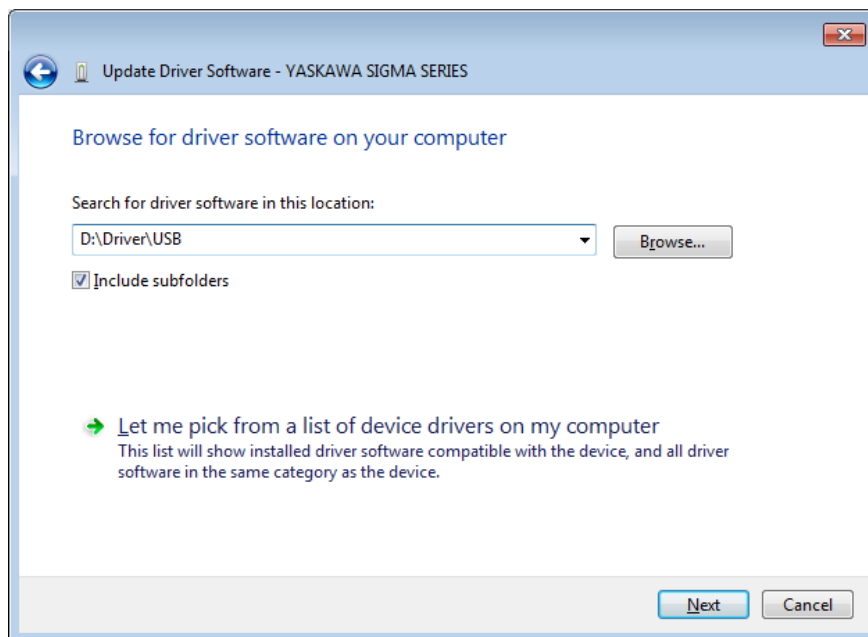 Update Driver Software - YASKAWA SIGMA SERIES
Browse for driver software on your computer
Search for driver software in this location:
D:\Driver\USB
Browse...
Include subfolders
Let me pick from a list of device drivers on my computer
This list will show installed driver software compatible with the device, and all driver
software in the same category as the device.
Next
Cancel